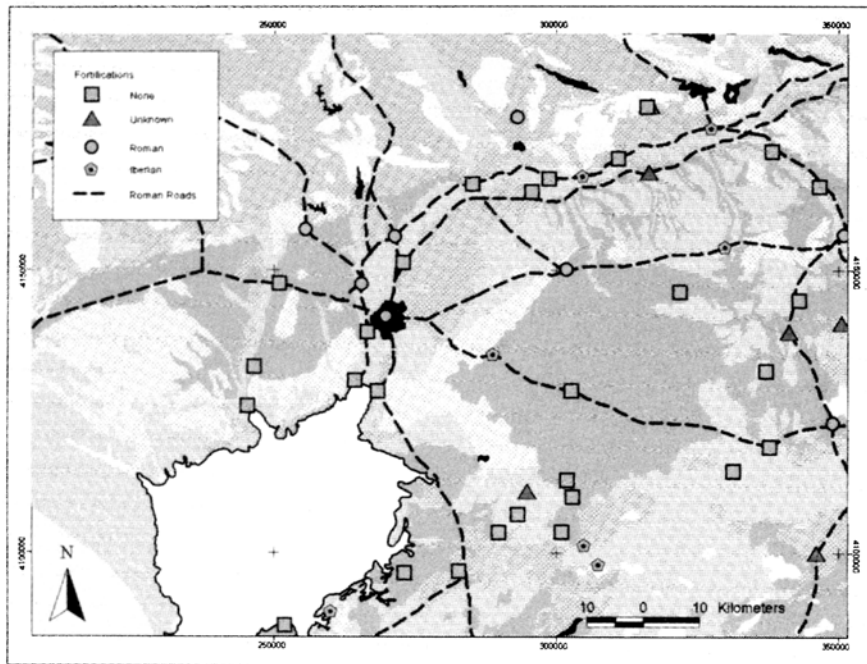 250000 300000 350000
Fortifications
None
Unknown
Roman
Iberian
Roman Roads
4150000 4150000
4100000 4100000
N
10 0 10 Kilometers
250000 300000 350000